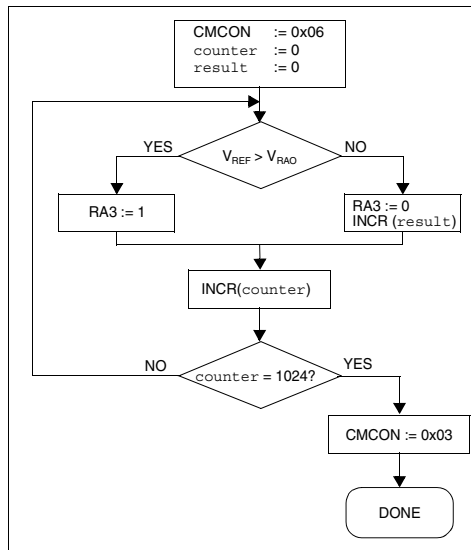 CMCON := 0x06
counter := 0
result := 0
YES
NO
VREF > VRAO
RA3 := 1
RA3 := 0
INCR (result)
INCR(counter)
NO
YES
counter = 1024?
CMCON := 0x03
DONE